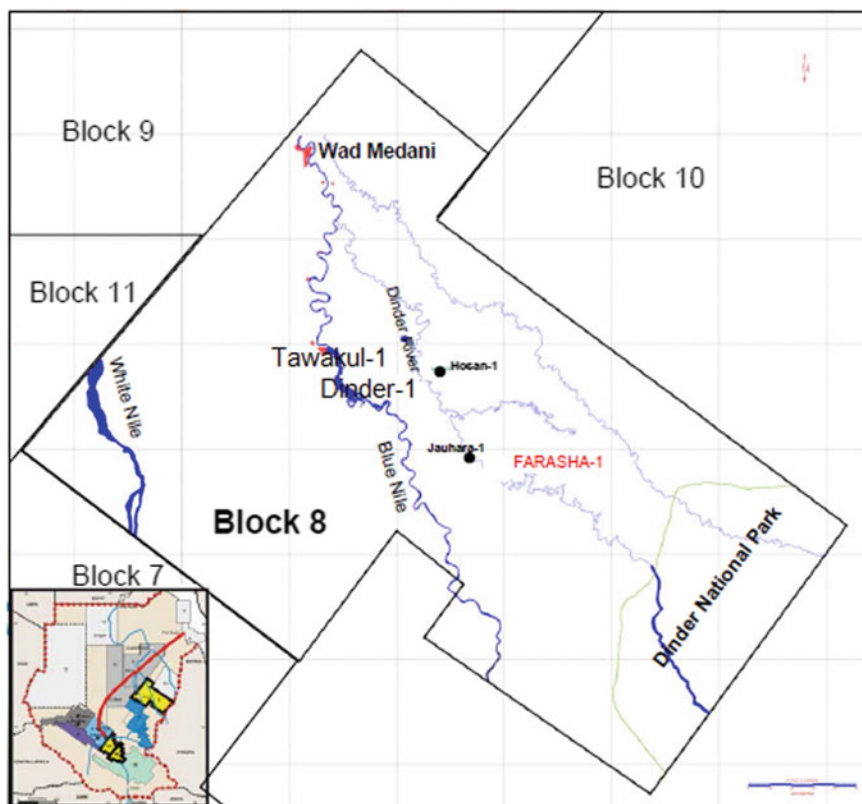 Block 9
Wad Medani
Block 10
Block 11
Dinder River
Tawakul-1
Hosan-1
White Nile
Dinder-1
Jauhara-1
FARASHA-1
Blue Nile
Block 8
Dinder National Park
Block 7